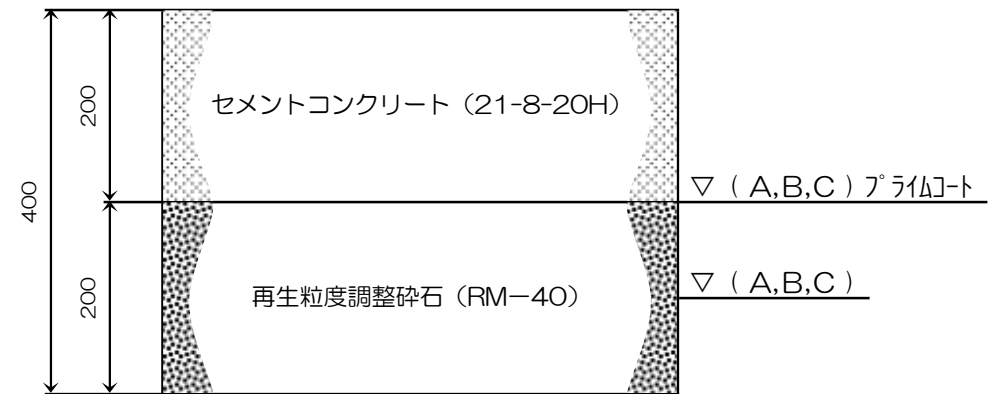 セメントコンクリート（21-8-20H）
▽ ( A,B,C ) ﾌﾟﾗｲﾑｺｰﾄ
再生粒度調整砕石（RM－40）
▽ ( A,B,C )
200
200
400